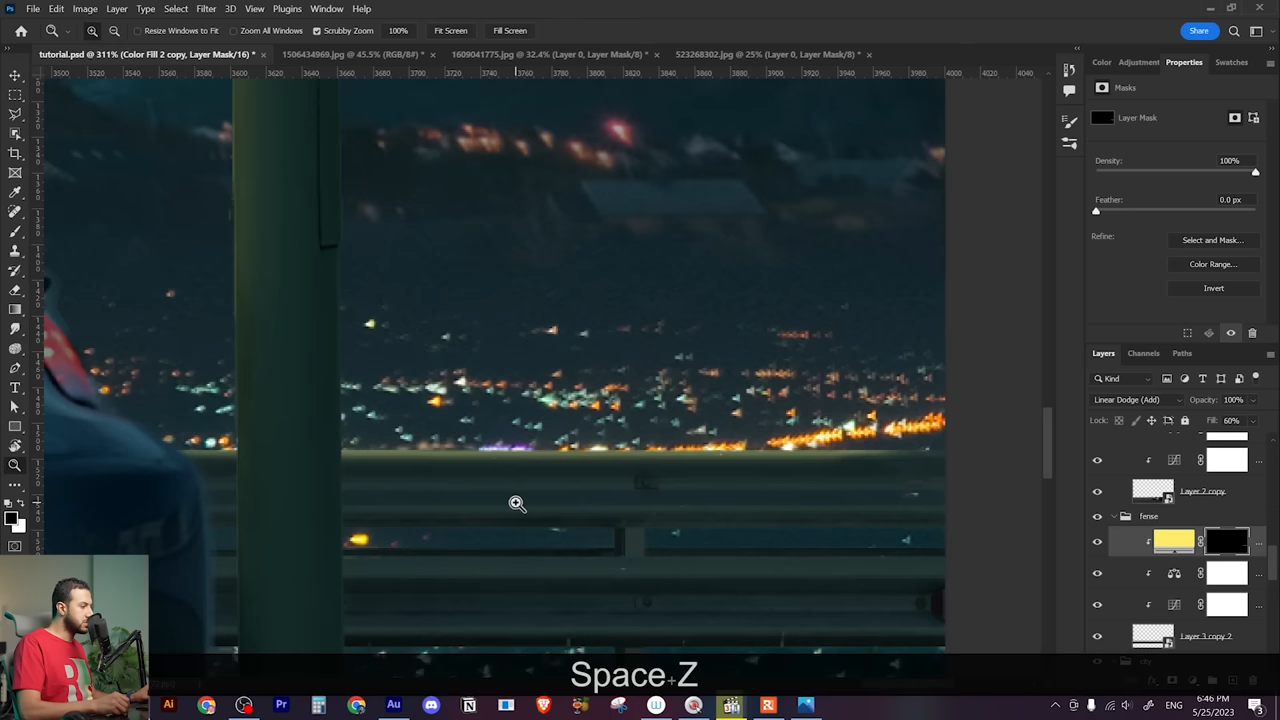 Ps File Edit Image Layer Type Select Filter 3D View Plugins Window Help
Resize Windows to Fit Zoom All Windows Scrubby Zoom 100% Fit Screen Fill Screen Share
tutorial.psd @ 311% (Color Fill 2 copy, Layer Mask/16) * × 1506434969.jpg @ 45.5% (RGB/8#) * × 1609041775.jpg @ 32.4% (Layer 0, Layer Mask/8) * × 523268302.jpg @ 25% (Layer 0, Layer Mask/8) * ×
3500 3520 3540 3560 3580 3600 3620 3640 3660 3680 3700 3720 3740 3760 3780 3800 3820 3840 3860 3880 3900 3920 3940 3960 3980 4000 4020 4040
Color Adjustment Properties Swatches
Masks
Layer Mask
Density: 100%
Feather: 0.0 px
Refine: Select and Mask...
Color Range...
Invert
Layers Channels Paths
Kind
Linear Dodge (Add) Opacity: 100%
Lock: Fill: 60%
Layer 2 copy
fense
Layer 3 copy 2
city
Space+Z
Ai Pr Au
6:46 PM
5/25/2023